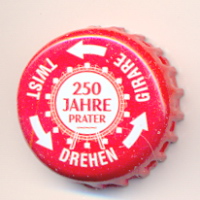 250
JAHRE
PRATER
TWIST
GIRARE
DREHEN